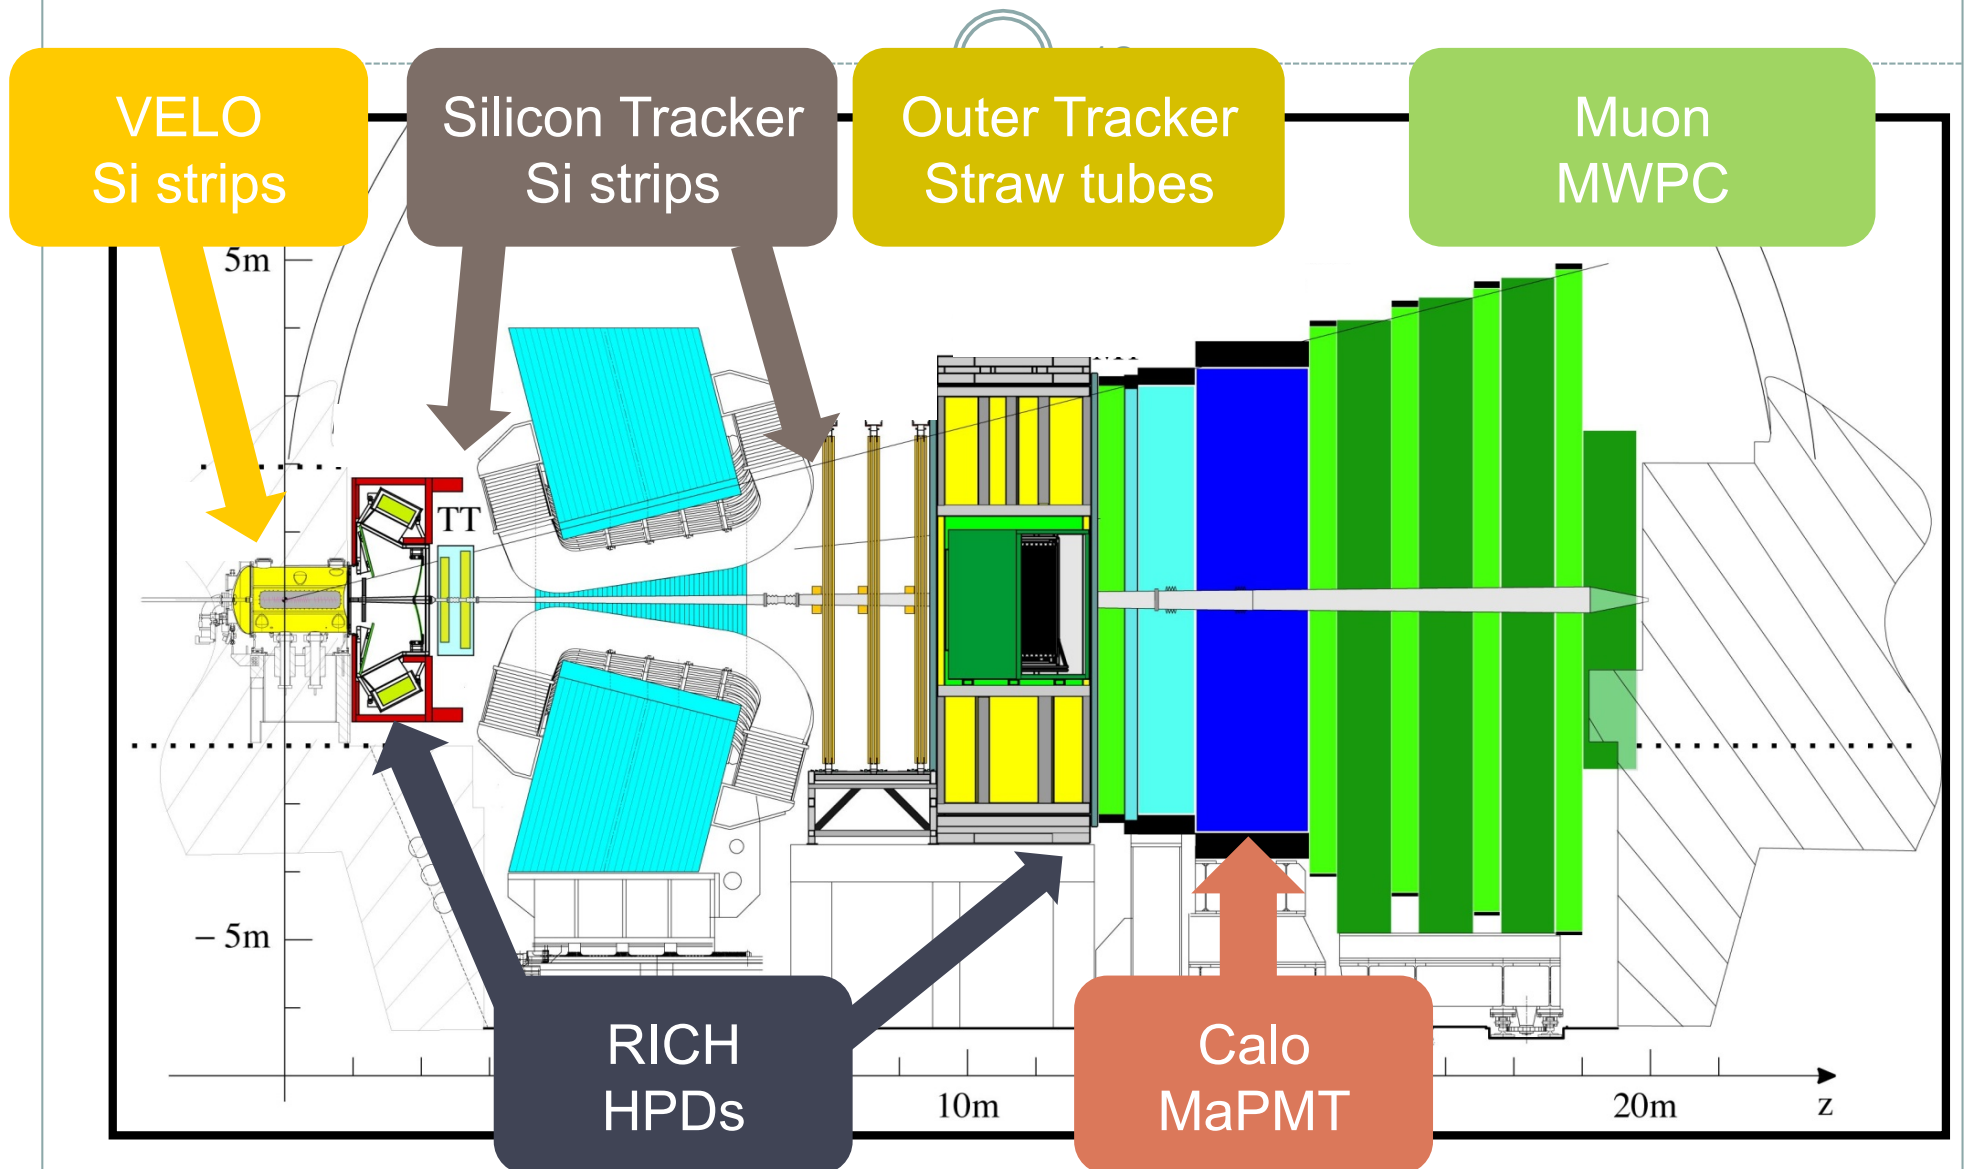 VELO
Si strips
Silicon Tracker
Si strips
Outer Tracker
Straw tubes
Muon
MWPC
5m
TT
– 5m
RICH
HPDs
Calo
MaPMT
10m
20m
z